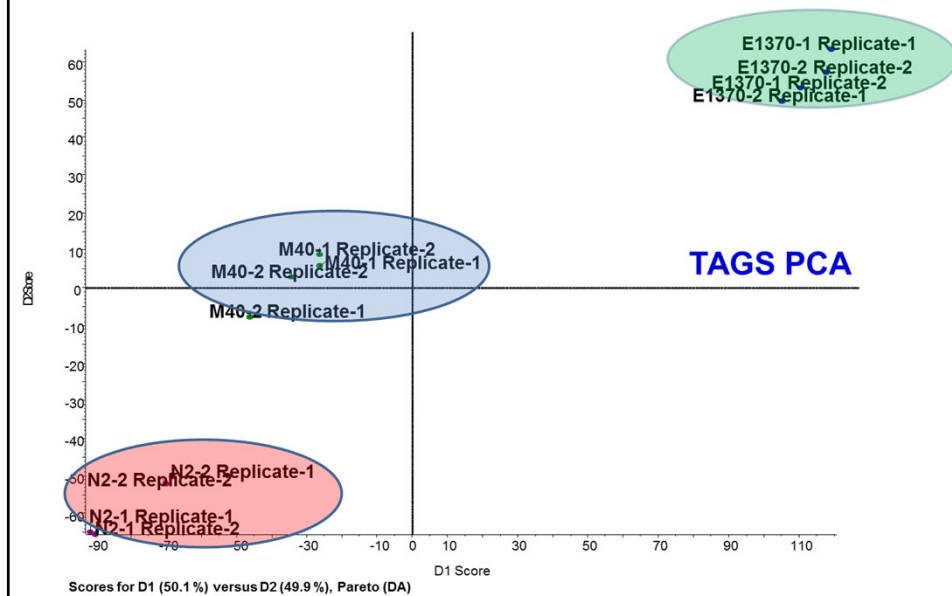 E1370-1 Replicate-1
E1370-2 Replicate-2
E1370-1 Replicate-2
E1370-2 Replicate-1
60
50
40
30
20
10
0
-10
-20
-30
-40
-50
-60
D2 Score
M40-1 Replicate-2
M40-1 Replicate-1
M40-2 Replicate-2
M40-2 Replicate-1
TAGS PCA
N2-2 Replicate-1
N2-2 Replicate-2
N2-1 Replicate-1
N2-1 Replicate-2
-90 -70 -50 -30 -10 0 10 30 50 70 90 110
D1 Score
Scores for D1 (50.1 %) versus D2 (49.9 %), Pareto (DA)